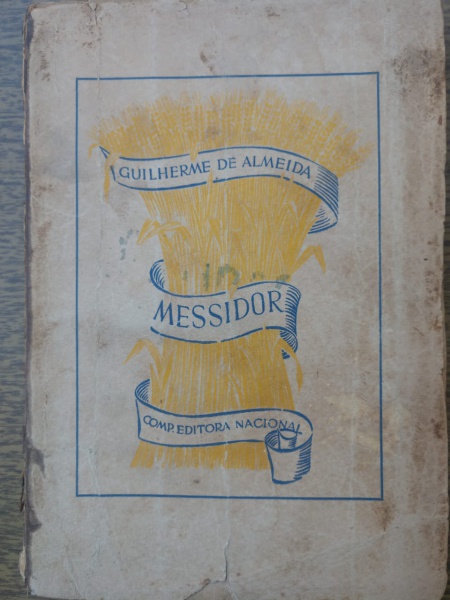 GUILHERME DE ALMEIDA
MESSIDOR
COMP. EDITORA NACIONAL